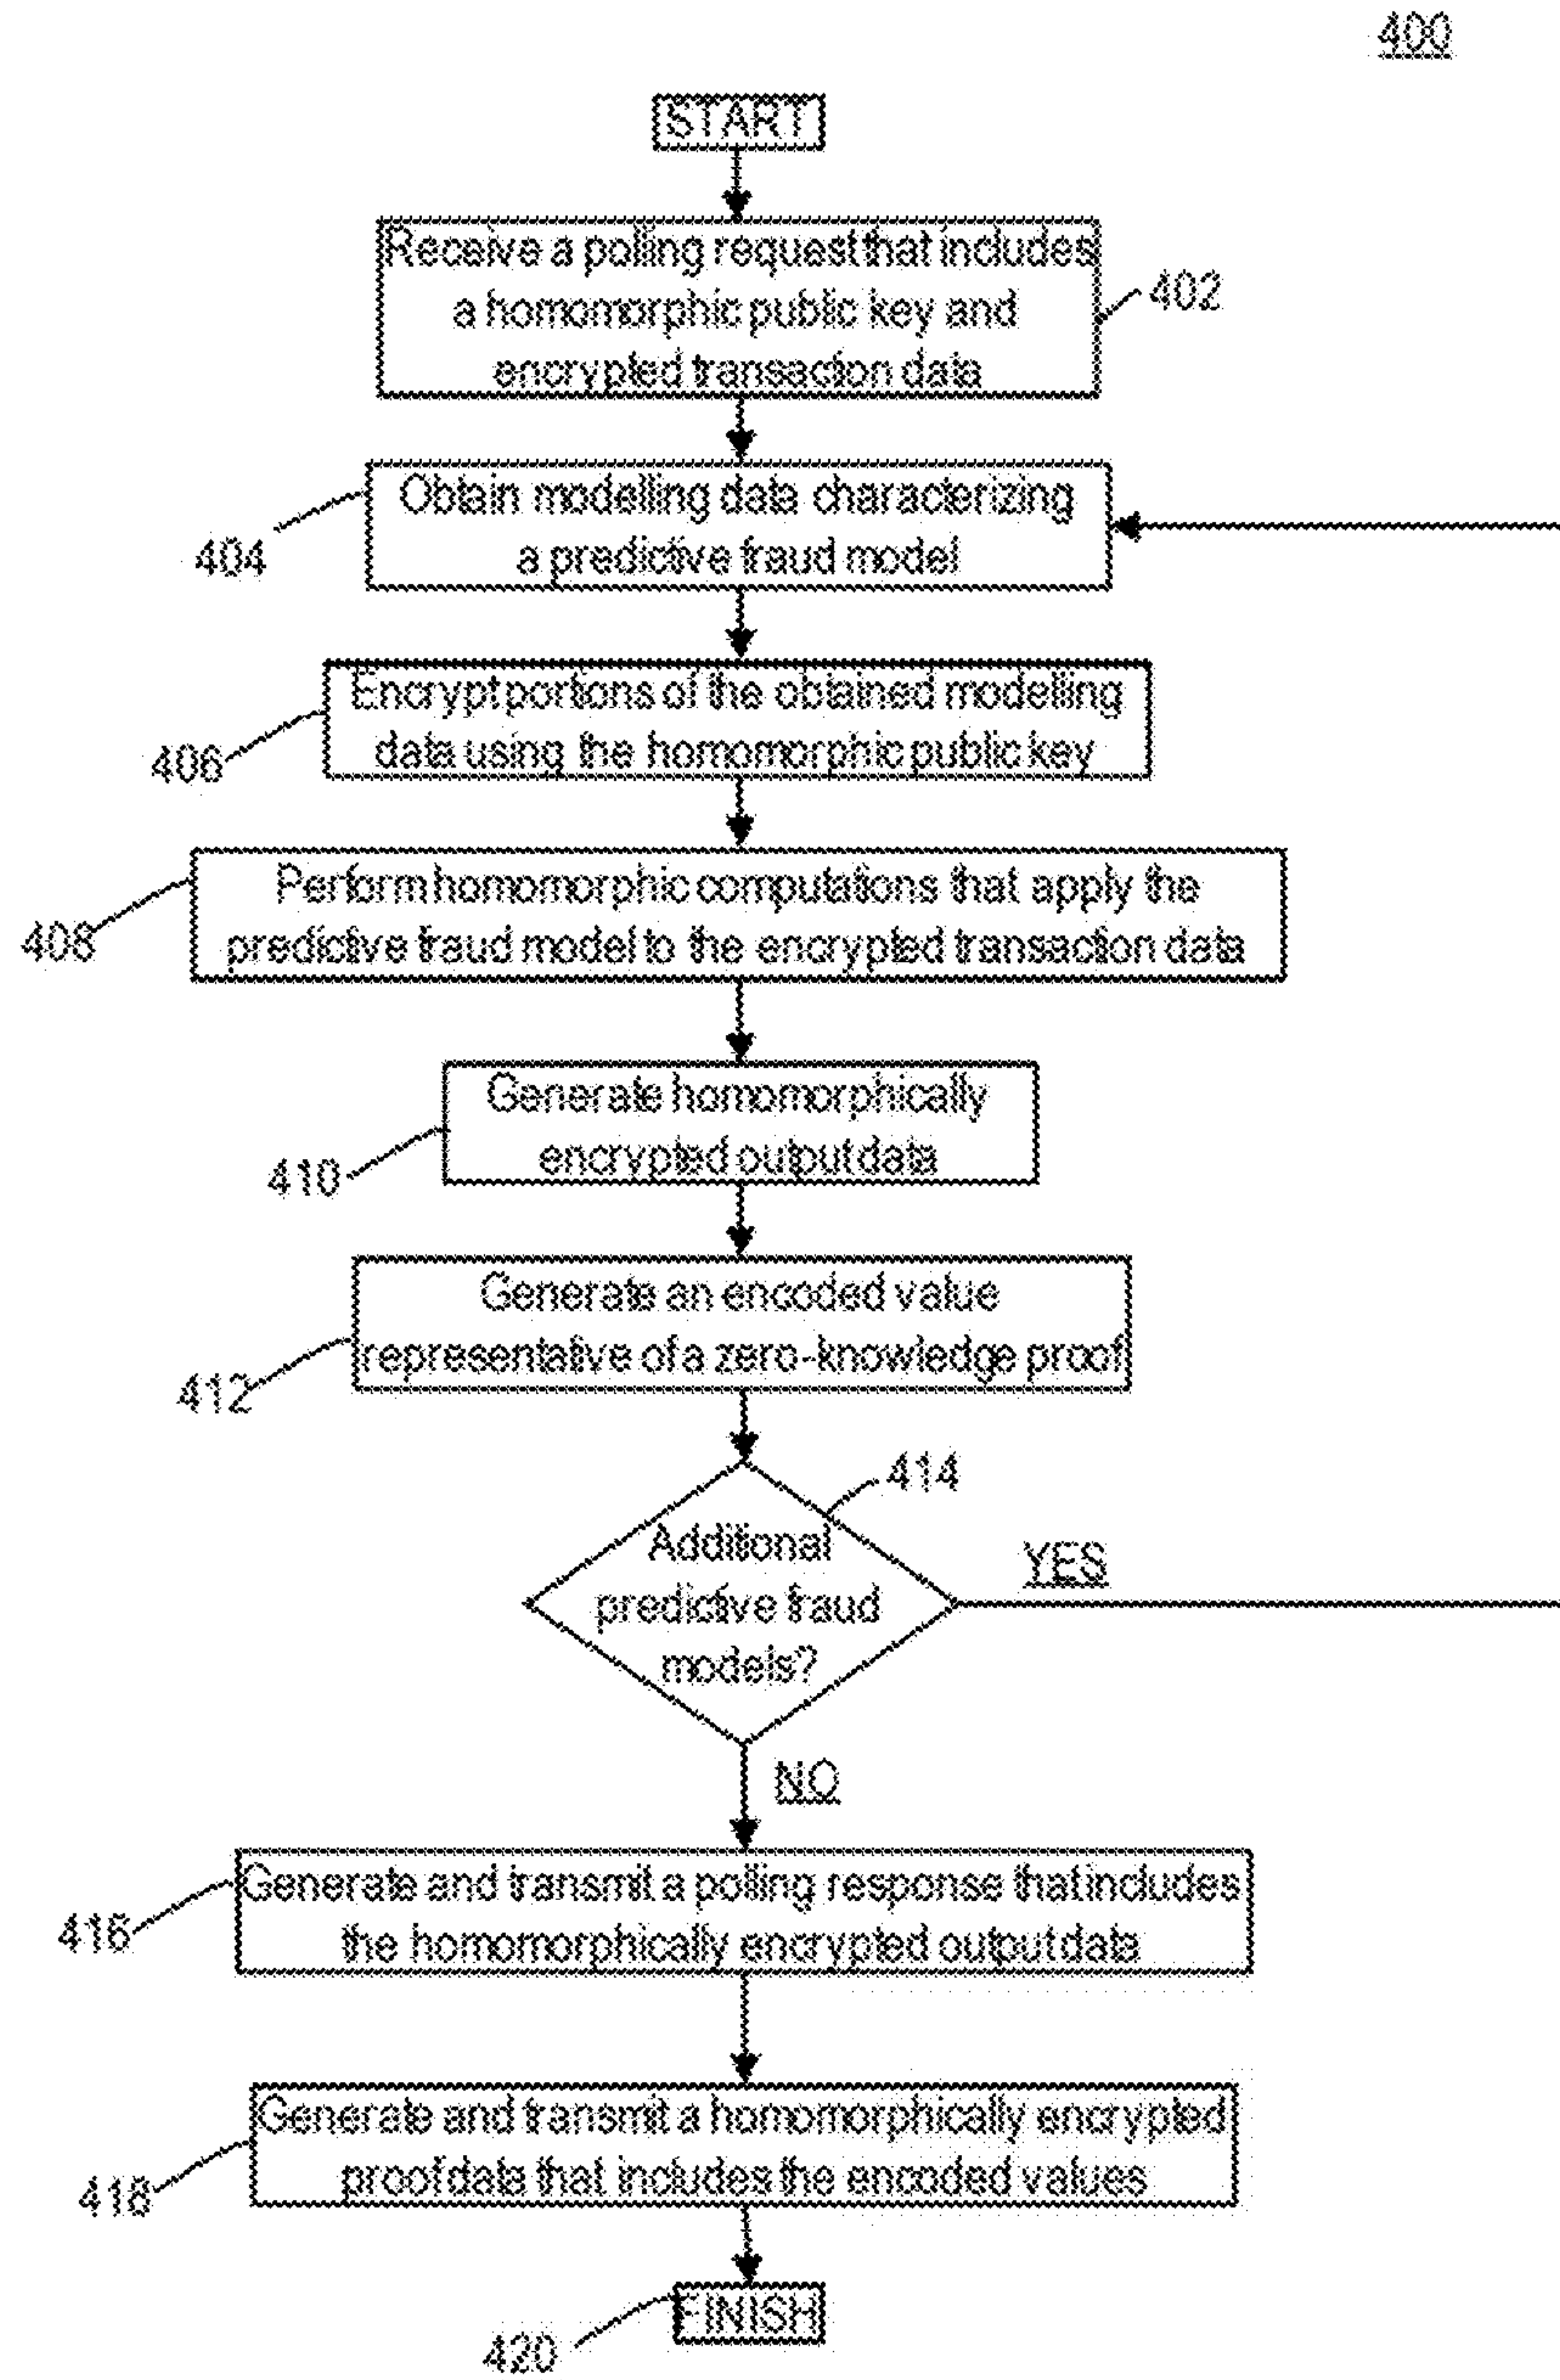 400
START
Receive a polling request that includes
a homomorphic public key and
encrypted transaction data
402
Obtain modelling data characterizing
a predictive fraud model
404
Encrypt portions of the obtained modelling
data using the homomorphic public key
406
Perform homomorphic computations that apply the
predictive fraud model to the encrypted transaction data
408
Generate homomorphically
encrypted output data
410
Generate an encoded value
representative of a zero-knowledge proof
412
414
Additional
predictive fraud
models?
YES
NO
Generate and transmit a polling response that includes
the homomorphically encrypted output data
416
Generate and transmit a homomorphically encrypted
proof data that includes the encoded values
418
FINISH
420